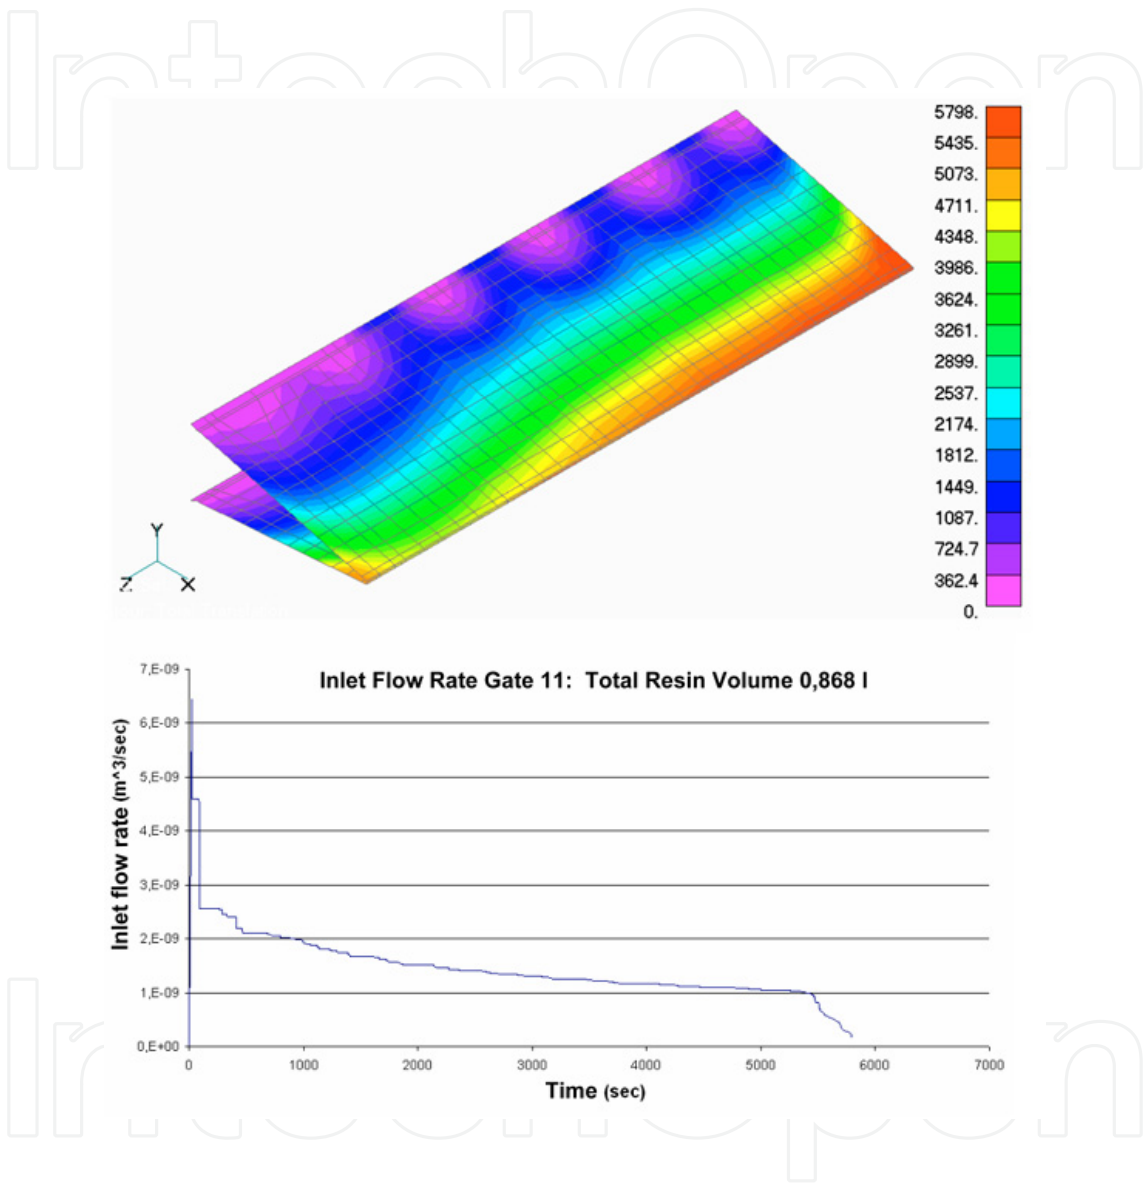 IntechOpen
5798.
5435.
5073.
4711.
4348.
3986.
3624.
3261.
2899.
2537.
2174.
1812.
1449.
1087.
724.7
362.4
0.
Y
Z X
Inlet Flow Rate Gate 11: Total Resin Volume 0,868 l
Inlet flow rate (m^3/sec)
7,E-09
6,E-09
5,E-09
4,E-09
3,E-09
2,E-09
1,E-09
0,E+00
0 1000 2000 3000 4000 5000 6000 7000
Time (sec)
IntechOpen